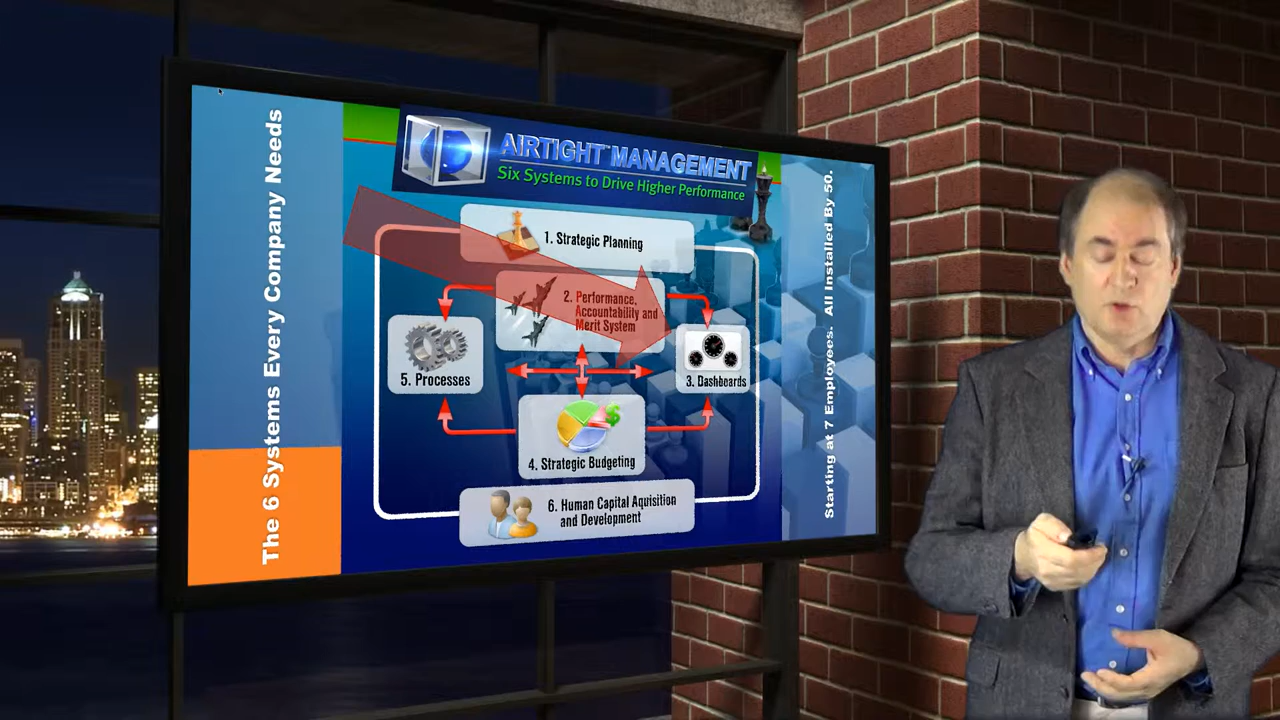 The 6 Systems Every Company Needs
AIRTIGHT MANAGEMENT
Six Systems to Drive Higher Performance
1. Strategic Planning
2. Performance,
Accountability and
Merit System
5. Processes
3. Dashboards
4. Strategic Budgeting
6. Human Capital Aquisition
and Development
Starting at 7 Employees. All Installed By 50.